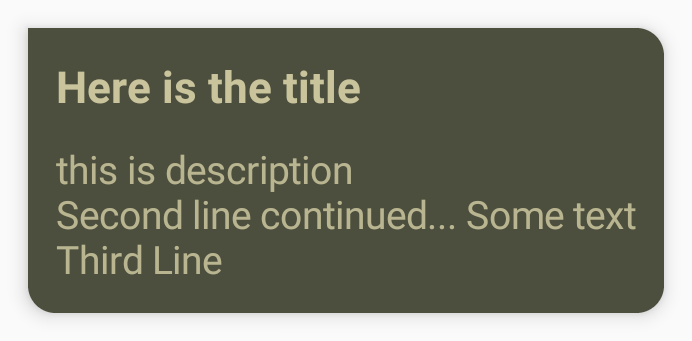 Here is the title
this is description
Second line continued... Some text
Third Line